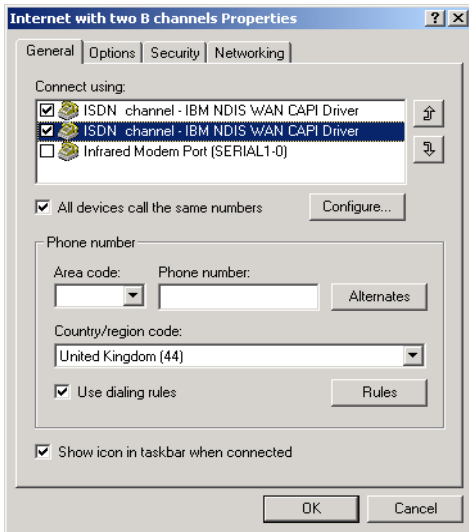 Internet with two B channels Properties
General Options Security Networking
Connect using:
ISDN channel - IBM NDIS WAN CAPI Driver
ISDN channel - IBM NDIS WAN CAPI Driver
Infrared Modem Port (SERIAL1-0)
All devices call the same numbers Configure...
Phone number
Area code: Phone number:
Alternates
Country/region code:
United Kingdom (44)
Use dialing rules Rules
Show icon in taskbar when connected
OK Cancel